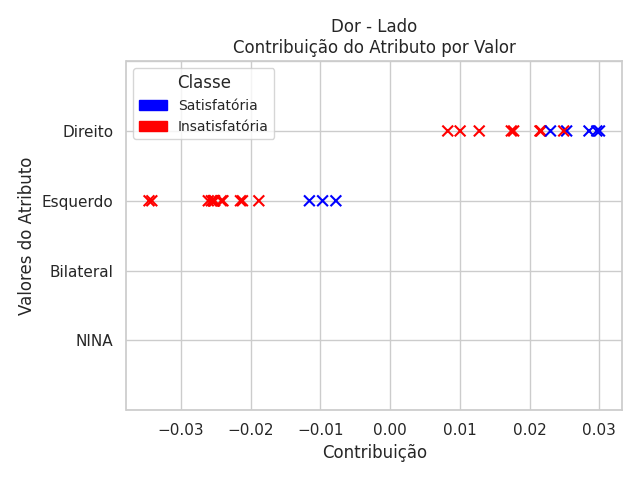 Dor - Lado
Contribuição do Atributo por Valor
Classe
Satisfatória
Insatisfatória
Valores do Atributo
Direito
Esquerdo
Bilateral
NINA
−0.03
−0.02
−0.01
0.00
0.01
0.02
0.03
Contribuição